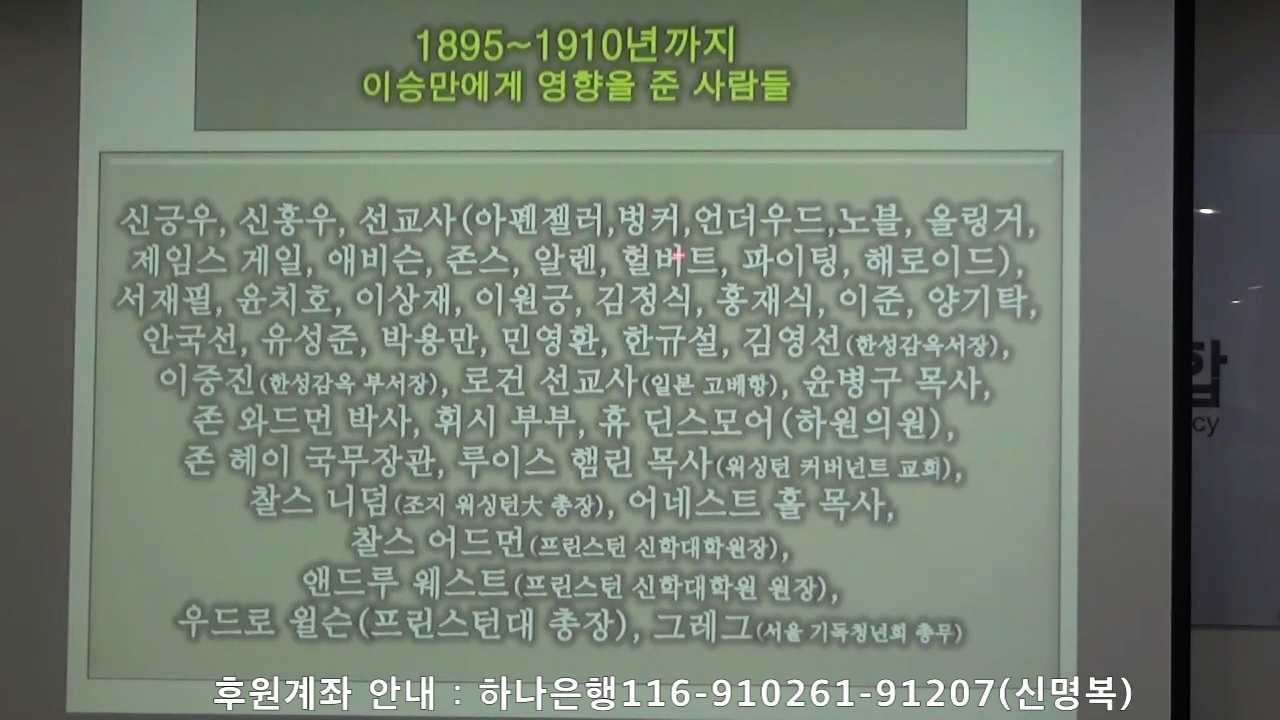 1895~1910년까지
이승만에게 영향을 준 사람들
신긍우, 신흥우, 선교사(아펜젤러,벙커,언더우드,노블, 올링거,
제임스 게일, 애비슨, 존스, 알렌, 헐버트, 파이팅, 해로이드),
서재필, 윤치호, 이상재, 이원긍, 김정식, 홍재식, 이준, 양기탁,
안국선, 유성준, 박용만, 민영환, 한규설, 김영선(한성감옥서장),
이중진(한성감옥 부서장), 로건 선교사(일본 고베항), 윤병구 목사,
존 와드먼 박사, 휘시 부부, 휴 딘스모어(하원의원),
존 헤이 국무장관, 루이스 햄린 목사(워싱턴 커버넌트 교회),
찰스 니덤(조지 워싱턴大 총장), 어네스트 홀 목사,
찰스 어드먼(프린스턴 신학대학원장),
앤드루 웨스트(프린스턴 신학대학원 원장),
우드로 윌슨(프린스턴대 총장), 그레그(서울 기독청년회 총무)
합
cy
후원계좌 안내 : 하나은행116-910261-91207(신명복)